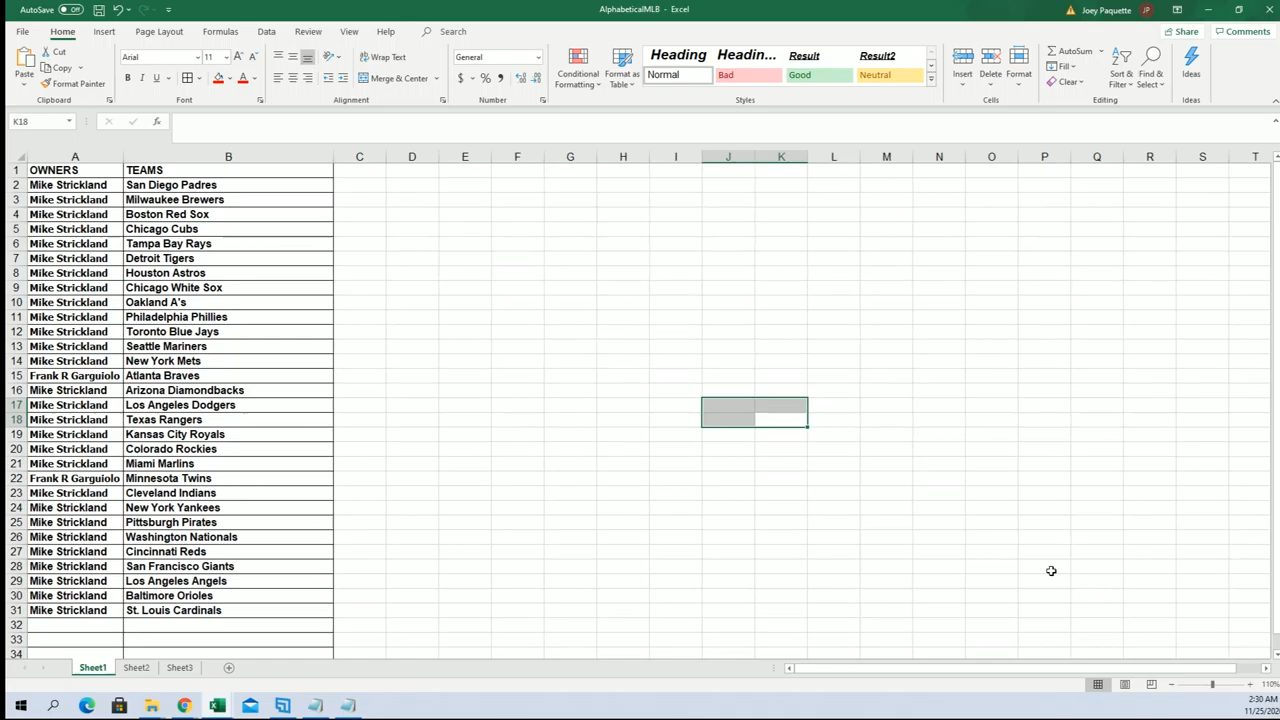 AutoSave Off AlphabeticalMLB - Excel Joey Paquette JP
File Home Insert Page Layout Formulas Data Review View Help Search Share Comments
Paste Cut Copy Format Painter Clipboard
Arial 11 B I U A Font
Wrap Text Merge & Center Alignment
General $ % Number
Conditional Formatting Format as Table
Heading Headin... Result Result2
Normal Bad Good Neutral Styles
Insert Delete Format Cells
AutoSum Fill Clear Sort & Filter Find & Select Editing
Ideas Ideas
K18 fx
A B C D E F G H I J K L M N O P Q R S T
1 OWNERS TEAMS
2 Mike Strickland San Diego Padres
3 Mike Strickland Milwaukee Brewers
4 Mike Strickland Boston Red Sox
5 Mike Strickland Chicago Cubs
6 Mike Strickland Tampa Bay Rays
7 Mike Strickland Detroit Tigers
8 Mike Strickland Houston Astros
9 Mike Strickland Chicago White Sox
10 Mike Strickland Oakland A's
11 Mike Strickland Philadelphia Phillies
12 Mike Strickland Toronto Blue Jays
13 Mike Strickland Seattle Mariners
14 Mike Strickland New York Mets
15 Frank R Garguiolo Atlanta Braves
16 Mike Strickland Arizona Diamondbacks
17 Mike Strickland Los Angeles Dodgers
18 Mike Strickland Texas Rangers
19 Mike Strickland Kansas City Royals
20 Mike Strickland Colorado Rockies
21 Mike Strickland Miami Marlins
22 Frank R Garguiolo Minnesota Twins
23 Mike Strickland Cleveland Indians
24 Mike Strickland New York Yankees
25 Mike Strickland Pittsburgh Pirates
26 Mike Strickland Washington Nationals
27 Mike Strickland Cincinnati Reds
28 Mike Strickland San Francisco Giants
29 Mike Strickland Los Angeles Angels
30 Mike Strickland Baltimore Orioles
31 Mike Strickland St. Louis Cardinals
32
33
34
Sheet1 Sheet2 Sheet3
110%
2:30 AM
11/25/20